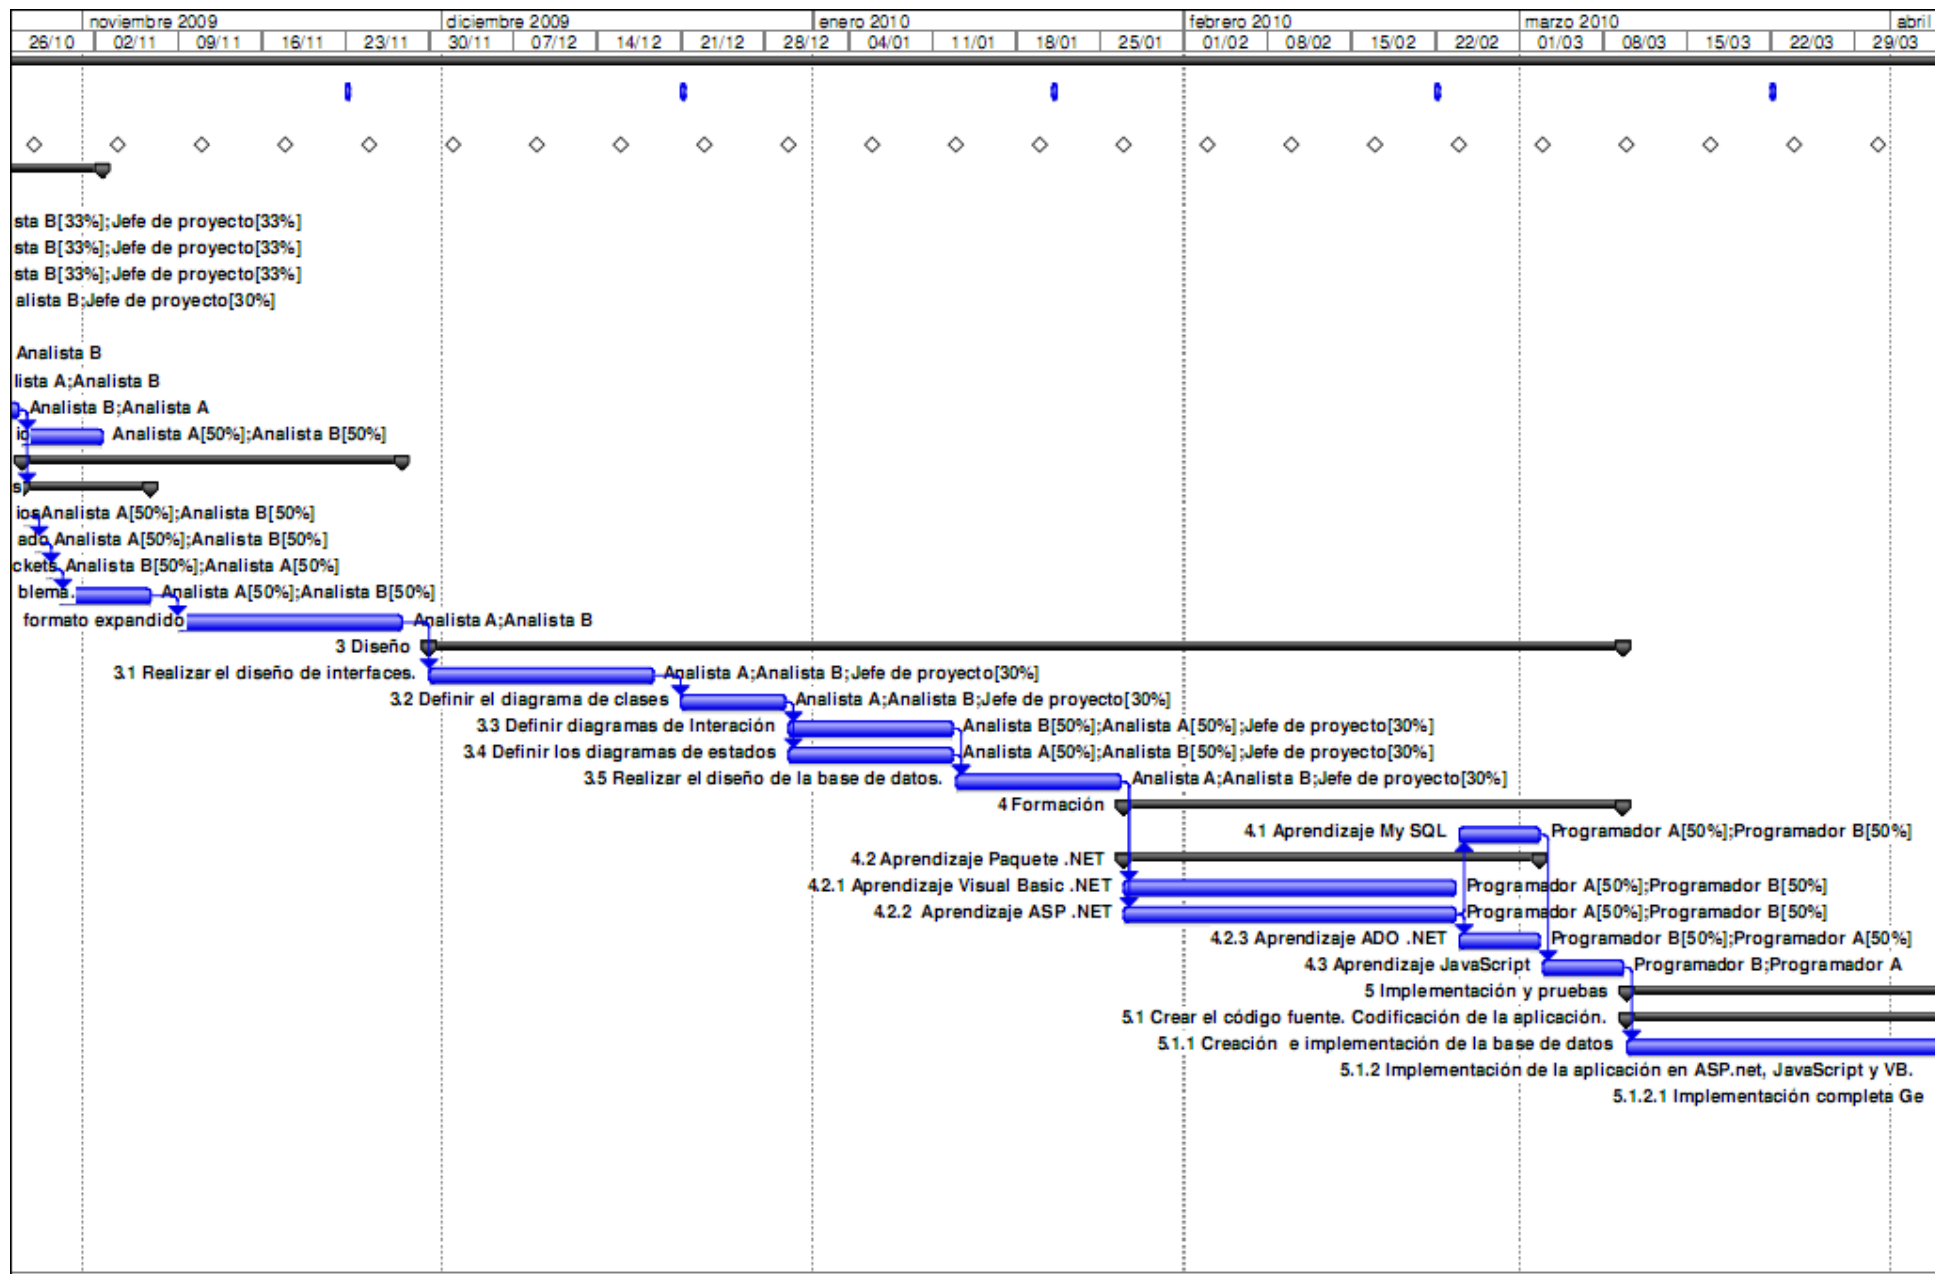 noviembre 2009 diciembre 2009 enero 2010 febrero 2010 marzo 2010 abril
26/10 02/11 09/11 16/11 23/11 30/11 07/12 14/12 21/12 28/12 04/01 11/01 18/01 25/01 01/02 08/02 15/02 22/02 01/03 08/03 15/03 22/03 29/03
sta B[33%];Jefe de proyecto[33%]
sta B[33%];Jefe de proyecto[33%]
sta B[33%];Jefe de proyecto[33%]
alista B;Jefe de proyecto[30%]
Analista B
lista A;Analista B
Analista B;Analista A
io Analista A[50%];Analista B[50%]
s
ios Analista A[50%];Analista B[50%]
ado Analista A[50%];Analista B[50%]
ckets Analista B[50%];Analista A[50%]
blema. Analista A[50%];Analista B[50%]
formato expandido Analista A;Analista B
3 Diseño
3.1 Realizar el diseño de interfaces. Analista A;Analista B;Jefe de proyecto[30%]
3.2 Definir el diagrama de clases Analista A;Analista B;Jefe de proyecto[30%]
3.3 Definir diagramas de Interación Analista B[50%];Analista A[50%];Jefe de proyecto[30%]
3.4 Definir los diagramas de estados Analista A[50%];Analista B[50%];Jefe de proyecto[30%]
3.5 Realizar el diseño de la base de datos. Analista A;Analista B;Jefe de proyecto[30%]
4 Formación
4.1 Aprendizaje My SQL Programador A[50%];Programador B[50%]
4.2 Aprendizaje Paquete .NET
4.2.1 Aprendizaje Visual Basic .NET Programador A[50%];Programador B[50%]
4.2.2 Aprendizaje ASP .NET Programador A[50%];Programador B[50%]
4.2.3 Aprendizaje ADO .NET Programador B[50%];Programador A[50%]
4.3 Aprendizaje JavaScript Programador B;Programador A
5 Implementación y pruebas
5.1 Crear el código fuente. Codificación de la aplicación.
5.1.1 Creación e implementación de la base de datos
5.1.2 Implementación de la aplicación en ASP.net, JavaScript y VB.
5.1.2.1 Implementación completa Ge